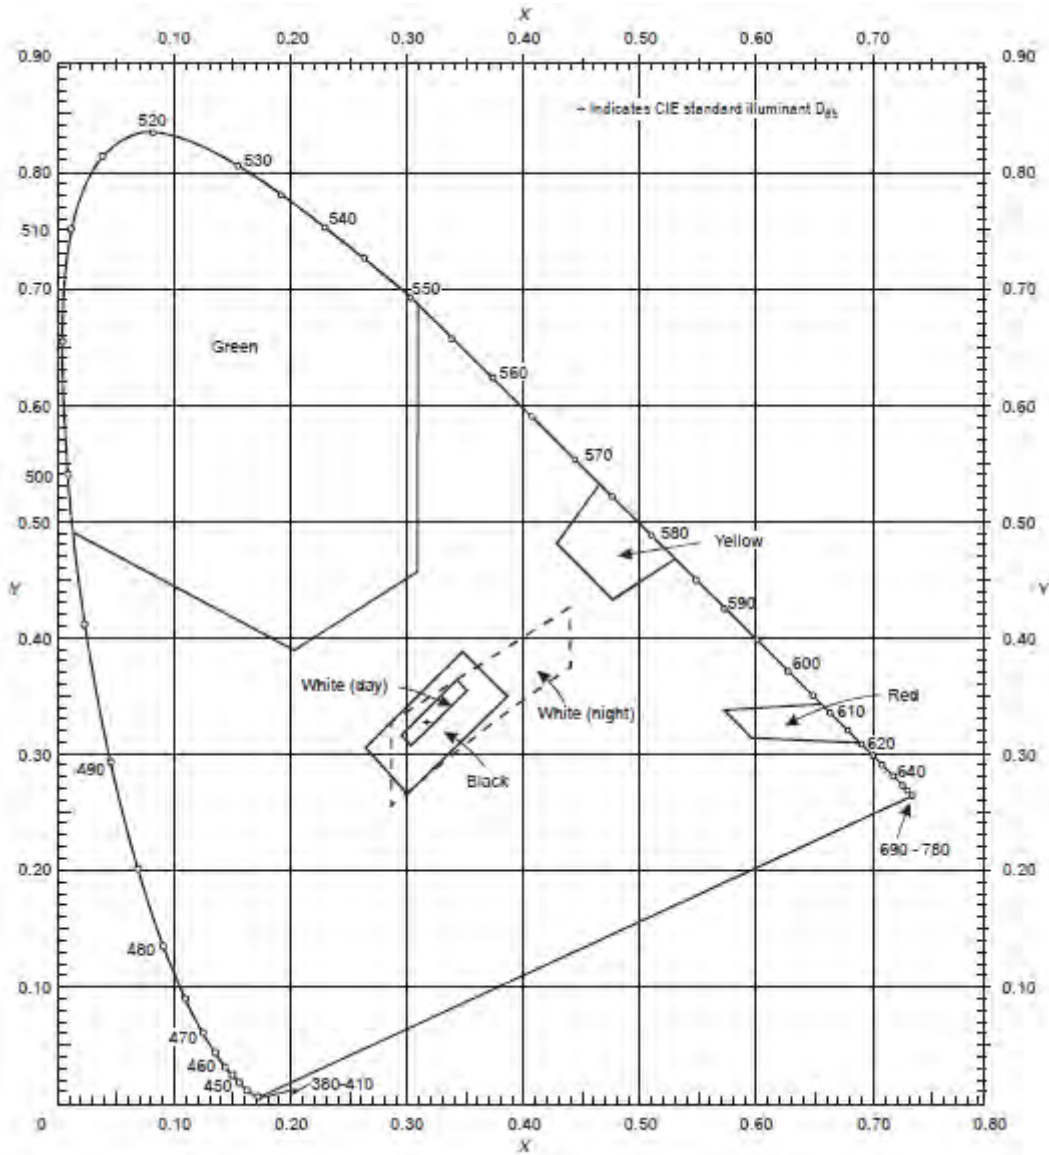 X
0.10 0.20 0.30 0.40 0.50 0.60 0.70
0.90 0.90
– Indicates CIE standard illuminant D65
520
530
0.80 0.80
510 540
0.70 550 0.70
Green
560
0.60 0.60
570
500
0.50 580 0.50
Yellow
Y Y
590
0.40 0.40
600
White (day) Red
White (night) 610
620
0.30 0.30
490 Black 640
690 - 780
0.20 0.20
480
0.10 0.10
470
460
450 380-410
0 0.10 0.20 0.30 0.40 0.50 0.60 0.70 0.80
X